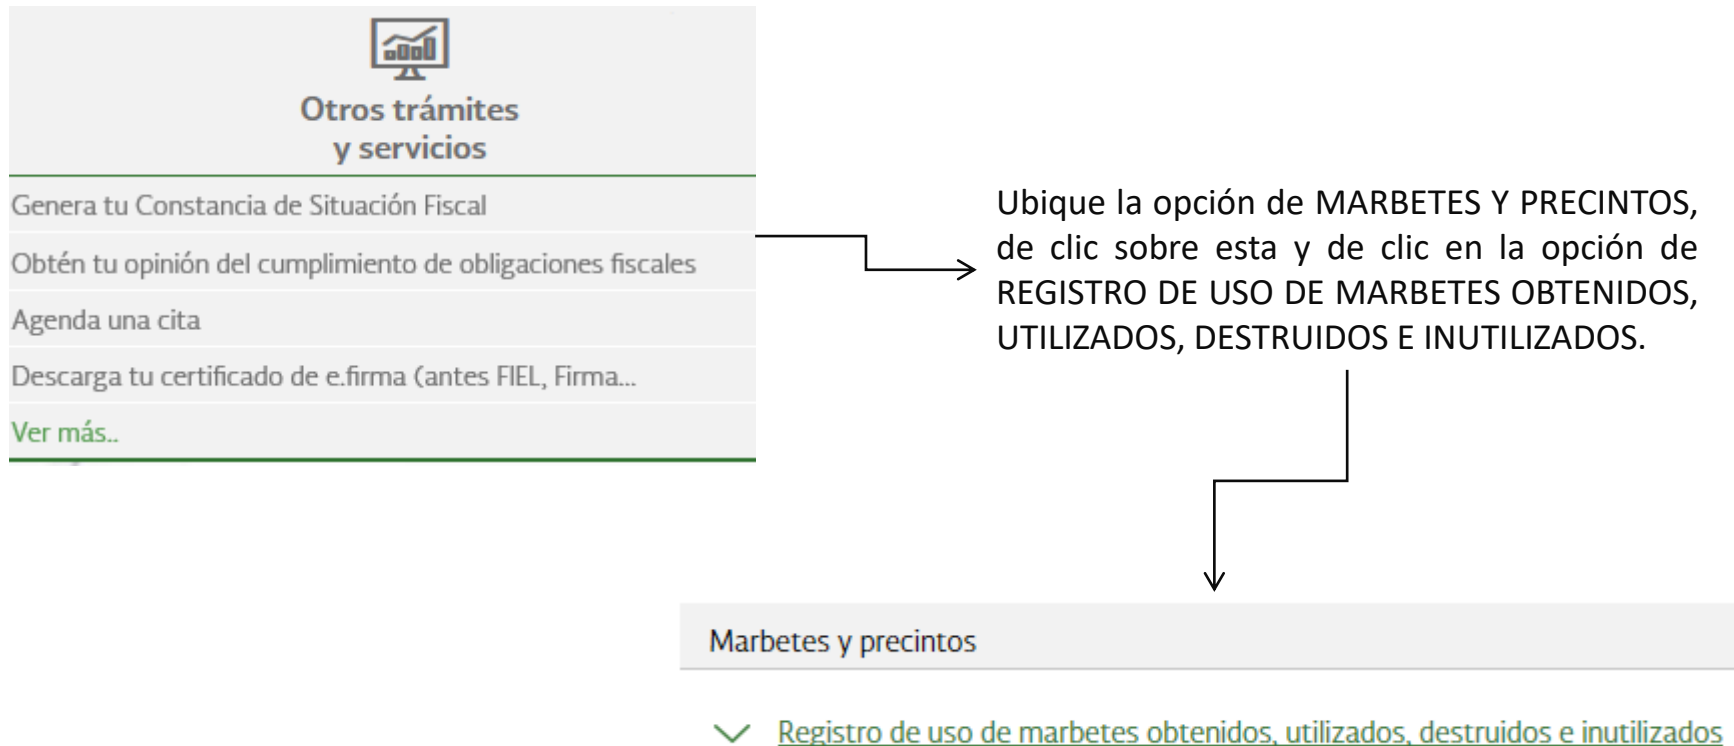 Otros trámites
y servicios
Genera tu Constancia de Situación Fiscal
Obtén tu opinión del cumplimiento de obligaciones fiscales
Agenda una cita
Descarga tu certificado de e.firma (antes FIEL, Firma...
Ver más..
Ubique la opción de MARBETES Y PRECINTOS,
de clic sobre esta y de clic en la opción de
REGISTRO DE USO DE MARBETES OBTENIDOS,
UTILIZADOS, DESTRUIDOS E INUTILIZADOS.
Marbetes y precintos
Registro de uso de marbetes obtenidos, utilizados, destruidos e inutilizados